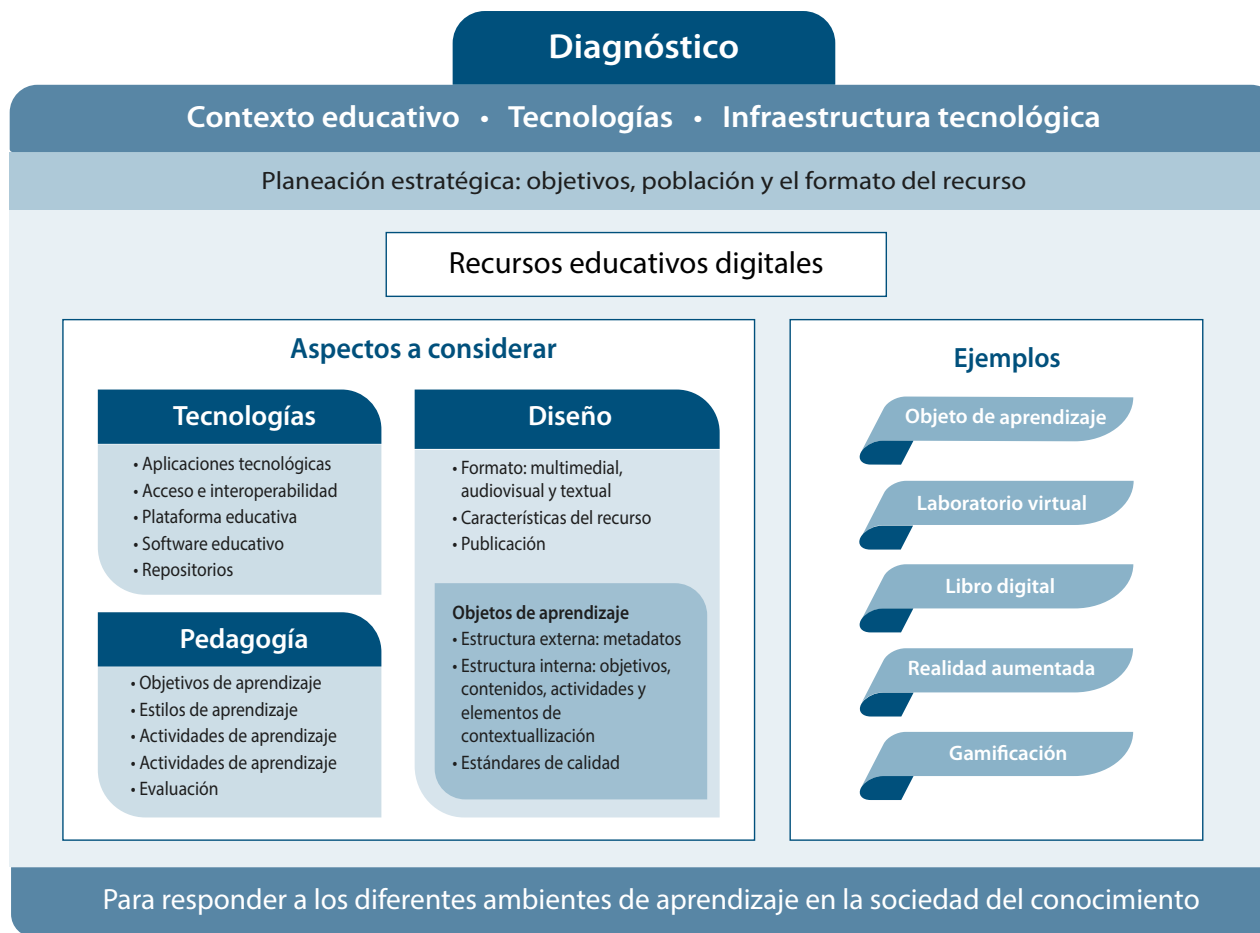 Diagnóstico
Contexto educativo • Tecnologías • Infraestructura tecnológica
Planeación estratégica: objetivos, población y el formato del recurso
Recursos educativos digitales
Aspectos a considerar
Tecnologías
• Aplicaciones tecnológicas
• Acceso e interoperabilidad
• Plataforma educativa
• Software educativo
• Repositorios
Pedagogía
• Objetivos de aprendizaje
• Estilos de aprendizaje
• Actividades de aprendizaje
• Actividades de aprendizaje
• Evaluación
Diseño
• Formato: multimedial,
audiovisual y textual
• Características del recurso
• Publicación
Objetos de aprendizaje
• Estructura externa: metadatos
• Estructura interna: objetivos,
contenidos, actividades y
elementos de
contextuallización
• Estándares de calidad
Ejemplos
Objeto de aprendizaje
Laboratorio virtual
Libro digital
Realidad aumentada
Gamificación
Para responder a los diferentes ambientes de aprendizaje en la sociedad del conocimiento